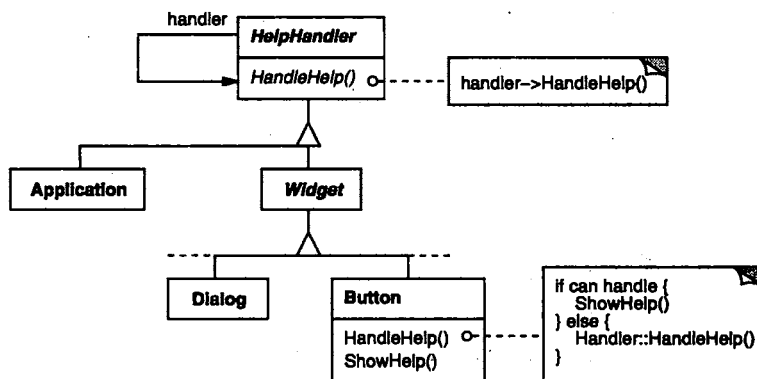 handler
HelpHandler
HandleHelp()
handler->HandleHelp()
Application
Widget
Dialog
Button
HandleHelp()
ShowHelp()
if can handle {
ShowHelp()
} else {
Handler::HandleHelp()
}